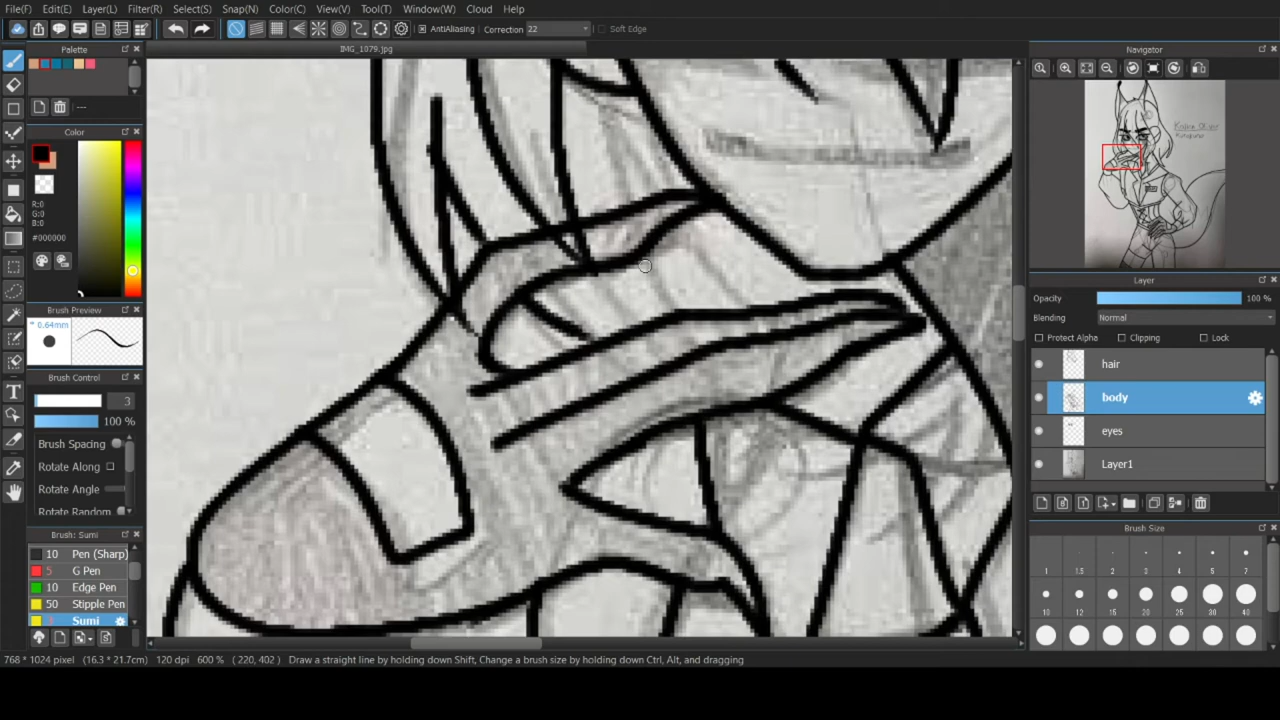 File(F) Edit(E) Layer(L) Filter(R) Select(S) Snap(N) Color(C) View(V) Tool(T) Window(W) Cloud Help
AntiAliasing Correction 22 Soft Edge
Palette
IMG_1079.jpg
Navigator
---
Color
R:0
G:0
B:0
#000000
Brush Preview
* 0.64mm
Brush Control
3
100 %
Brush Spacing
Rotate Along
Rotate Angle
Rotate Random
Brush: Sumi
10 Pen (Sharp)
5 G Pen
10 Edge Pen
50 Stipple Pen
Sumi
Layer
Opacity 100 %
Blending Normal
Protect Alpha Clipping Lock
hair
body
eyes
Layer1
Brush Size
1 1.5 2 3 4 5 7
10 12 15 20 25 30 40
768 * 1024 pixel (16.3 * 21.7cm) 120 dpi 600 % ( 220, 402 ) Draw a straight line by holding down Shift, Change a brush size by holding down Ctrl, Alt, and dragging